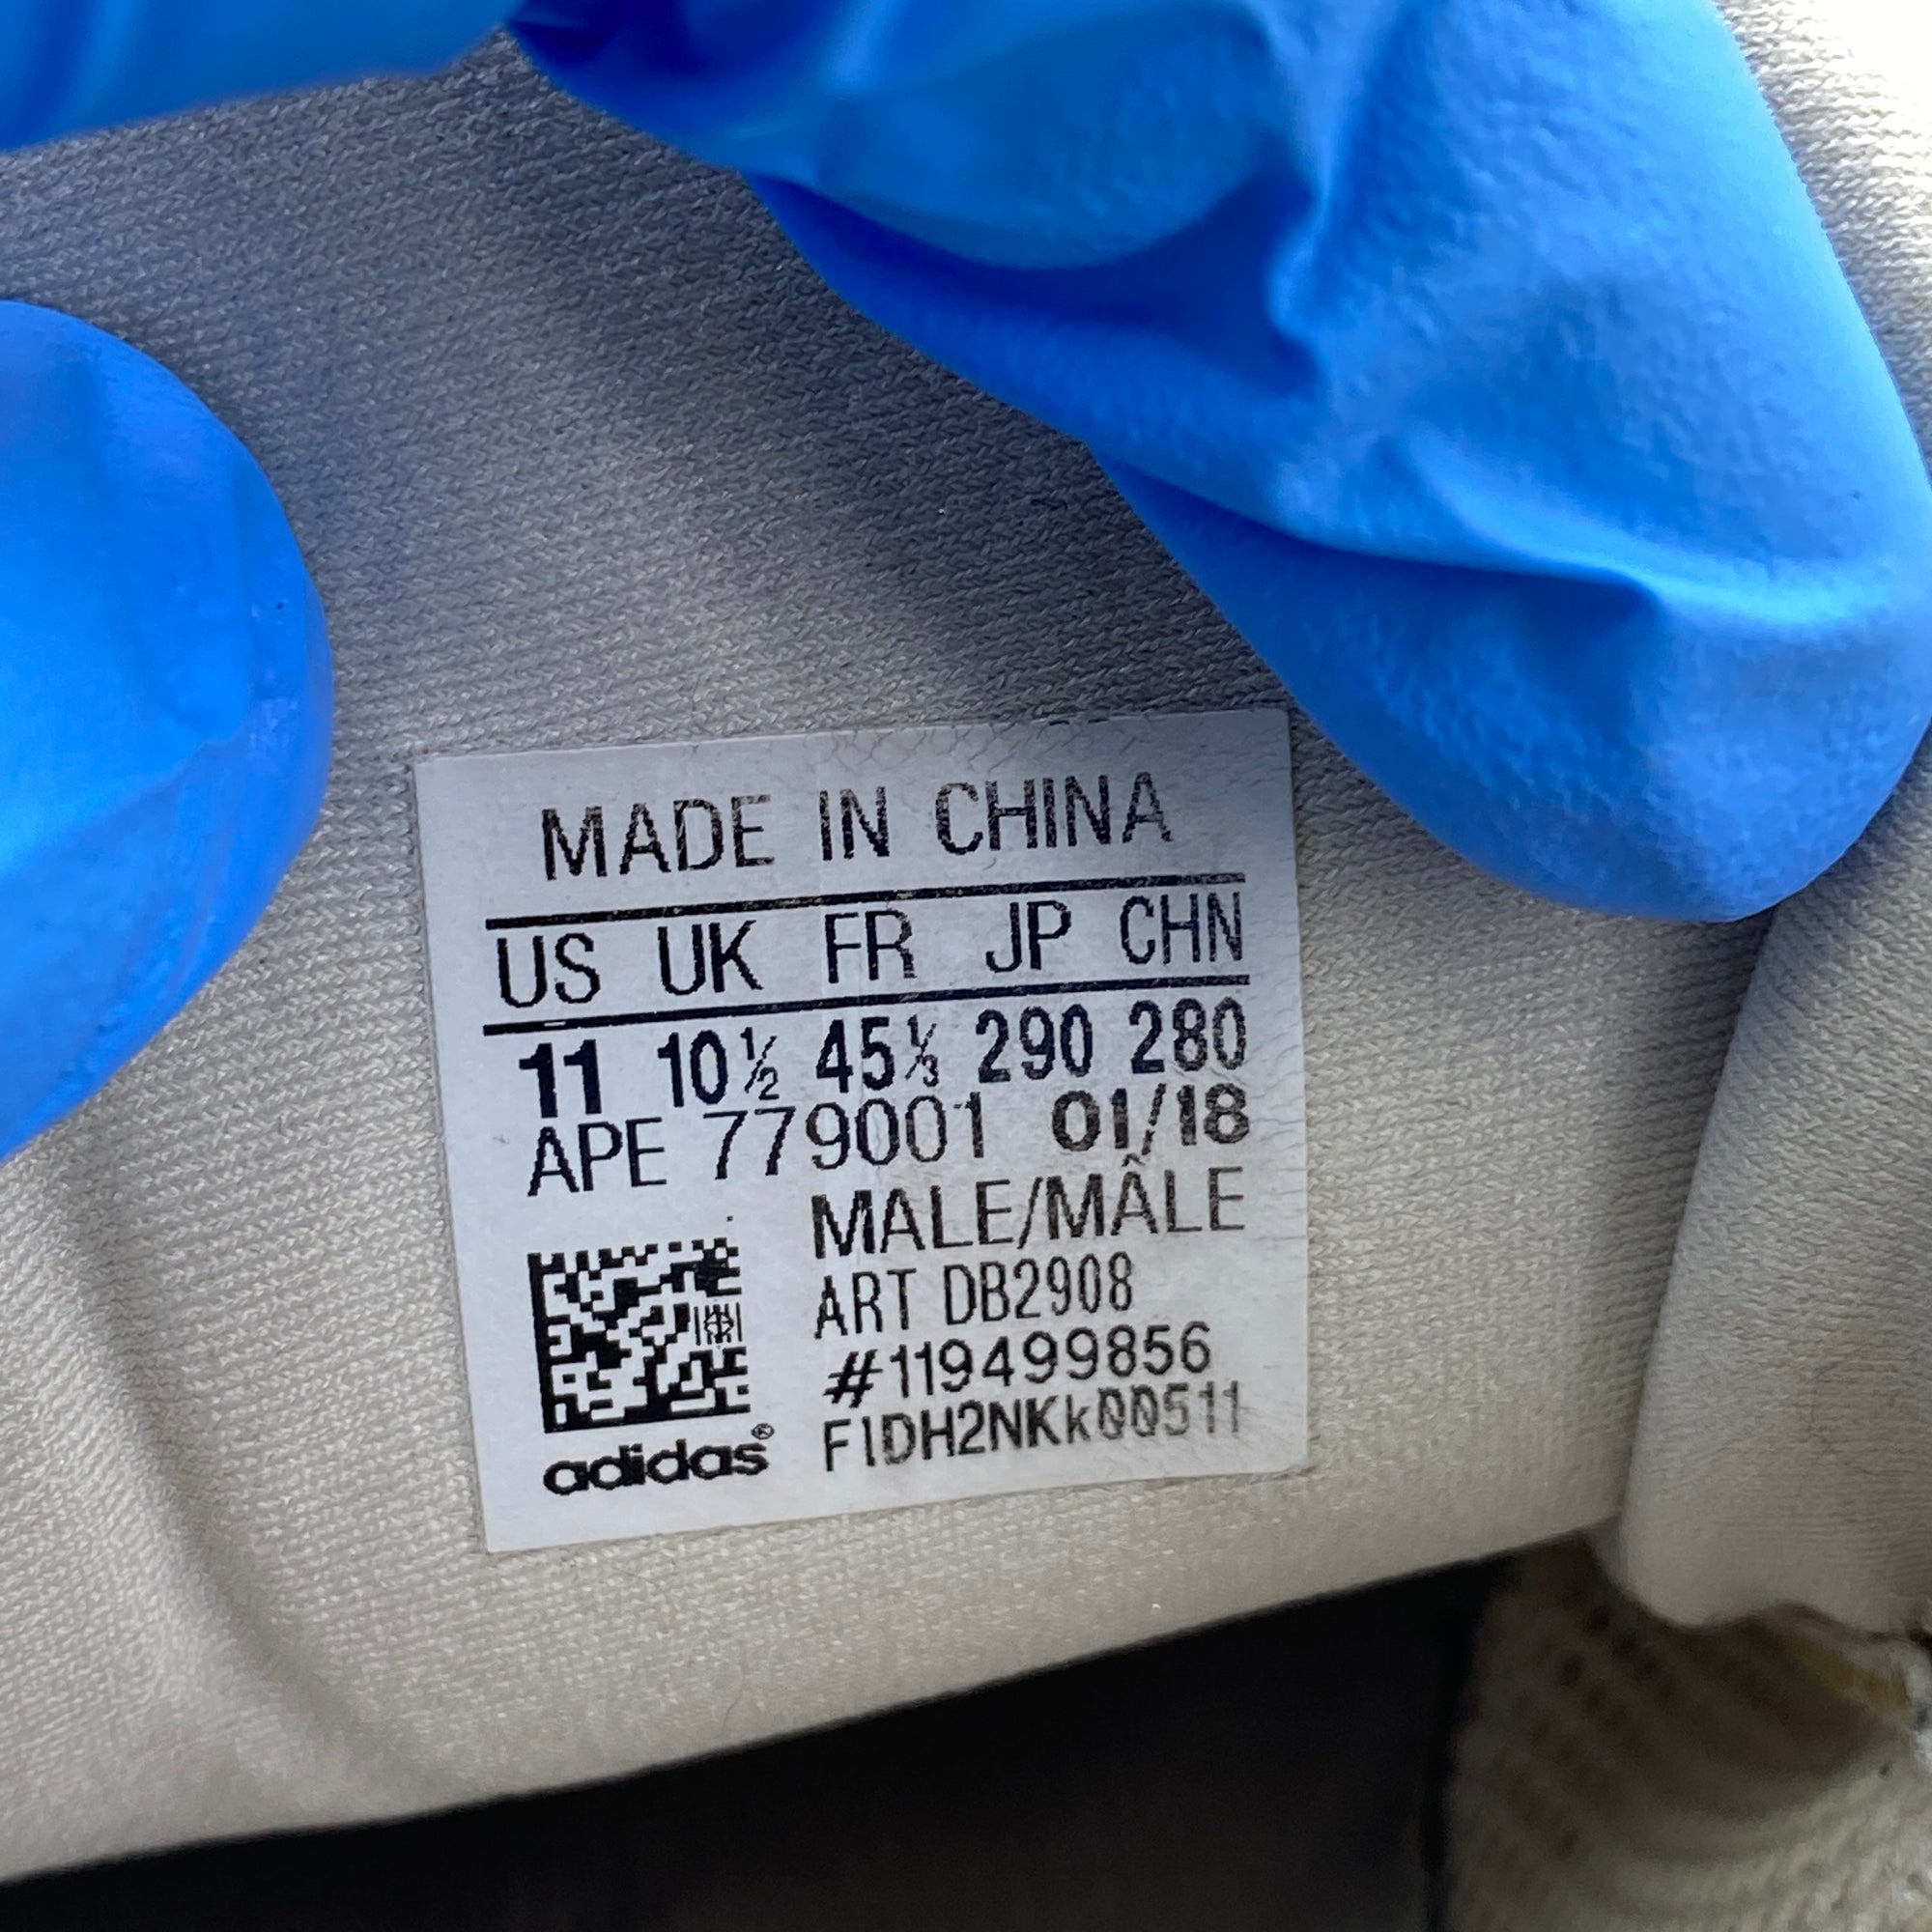 MADE IN CHINA
US UK FR JP CHN
11 10½ 45⅓ 290 280
APE 779001 01/18
MALE/MÂLE
ART DB2908
#119499856
F1DH2NKk00511
adidas®